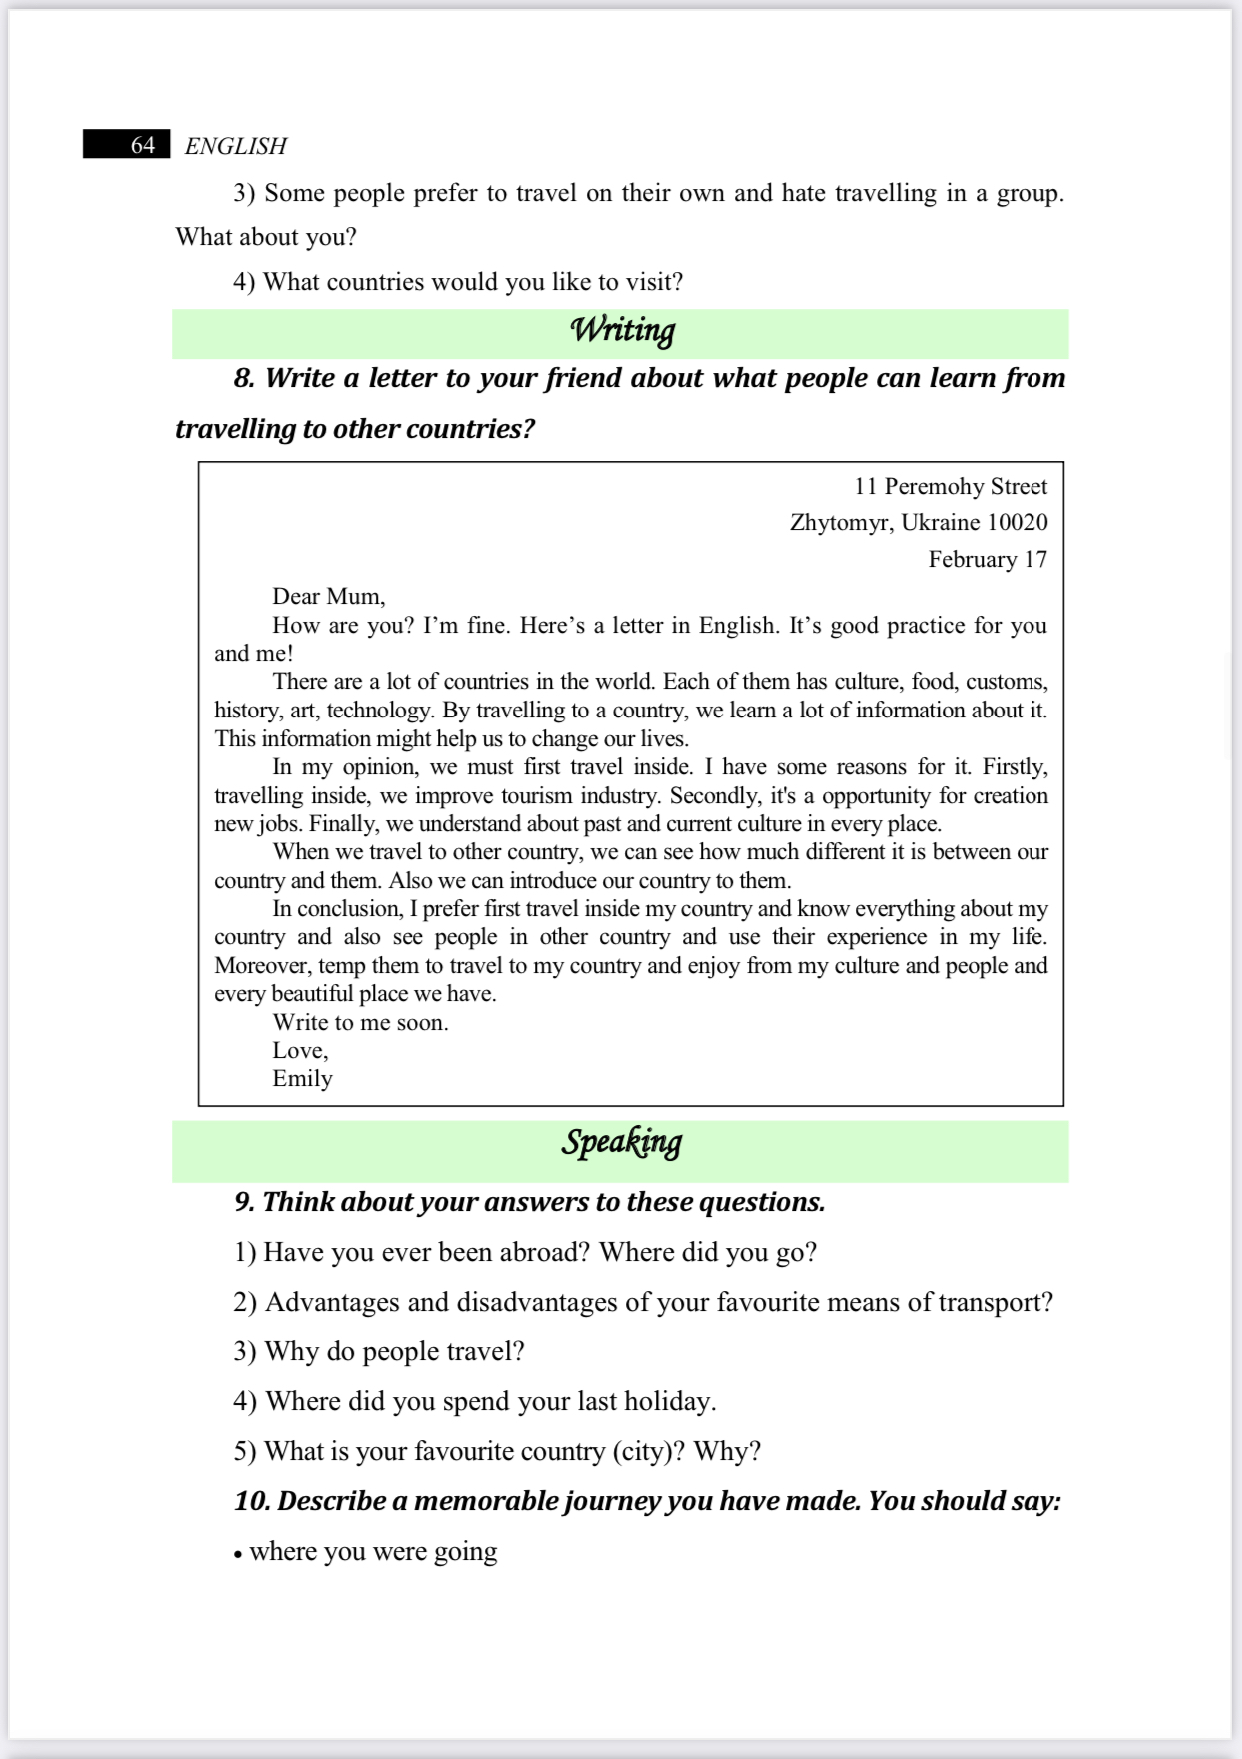 64 ENGLISH
3) Some people prefer to travel on their own and hate travelling in a group.
What about you?
4) What countries would you like to visit?
Writing
8. Write a letter to your friend about what people can learn from
travelling to other countries?
11 Peremohy Street
Zhytomyr, Ukraine 10020
February 17
Dear Mum,
How are you? I’m fine. Here’s a letter in English. It’s good practice for you
and me!
There are a lot of countries in the world. Each of them has culture, food, customs,
history, art, technology. By travelling to a country, we learn a lot of information about it.
This information might help us to change our lives.
In my opinion, we must first travel inside. I have some reasons for it. Firstly,
travelling inside, we improve tourism industry. Secondly, it's a opportunity for creation
new jobs. Finally, we understand about past and current culture in every place.
When we travel to other country, we can see how much different it is between our
country and them. Also we can introduce our country to them.
In conclusion, I prefer first travel inside my country and know everything about my
country and also see people in other country and use their experience in my life.
Moreover, temp them to travel to my country and enjoy from my culture and people and
every beautiful place we have.
Write to me soon.
Love,
Emily
Speaking
9. Think about your answers to these questions.
1) Have you ever been abroad? Where did you go?
2) Advantages and disadvantages of your favourite means of transport?
3) Why do people travel?
4) Where did you spend your last holiday.
5) What is your favourite country (city)? Why?
10. Describe a memorable journey you have made. You should say:
• where you were going